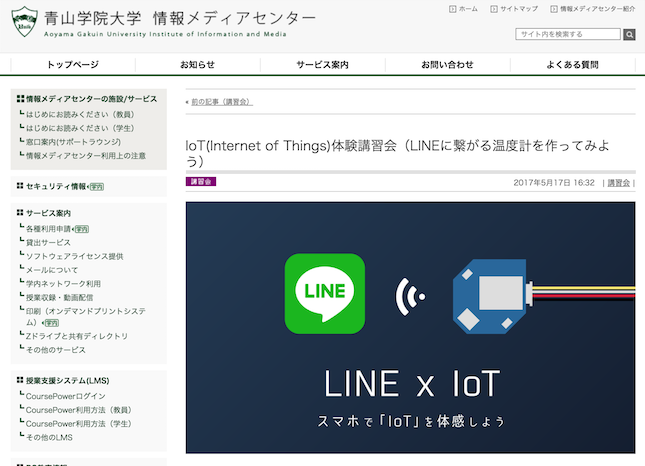 青山学院大学 情報メディアセンター
Aoyama Gakuin University Institute of Information and Media
ホーム サイトマップ 情報メディアセンター紹介
サイト内を検索する
トップページ お知らせ サービス案内 お問い合わせ よくある質問
情報メディアセンターの施設/サービス
はじめにお読みください（教員）
はじめにお読みください（学生）
窓口案内(サポートラウンジ)
情報メディアセンター利用上の注意
セキュリティ情報 学内
サービス案内
各種利用申請 学内
貸出サービス
ソフトウェアライセンス提供
メールについて
学内ネットワーク利用
授業収録・動画配信
印刷（オンデマンドプリントシステ
ム） 学内
Zドライブと共有ディレクトリ
その他のサービス
授業支援システム(LMS)
CoursePowerログイン
CoursePower利用方法（教員）
CoursePower利用方法（学生）
その他のLMS
« 前の記事（講習会）
IoT(Internet of Things)体験講習会（LINEに繋がる温度計を作ってみよ
う）
講習会
2017年5月17日 16:32 | 講習会 |
LINE
LINE x IoT
スマホで「IoT」を体感しよう